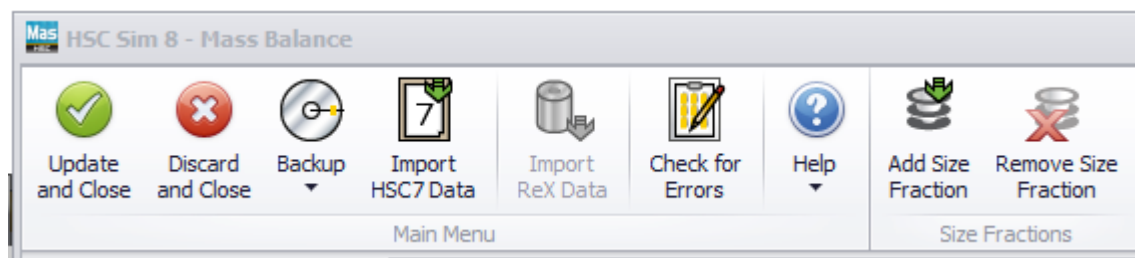 Mas
HSC
HSC Sim 8 - Mass Balance
7
Update
and Close
Discard
and Close
Backup
Import
HSC7 Data
Import
ReX Data
Check for
Errors
?
Help
Add Size
Fraction
Remove Size
Fraction
Main Menu
Size Fractions